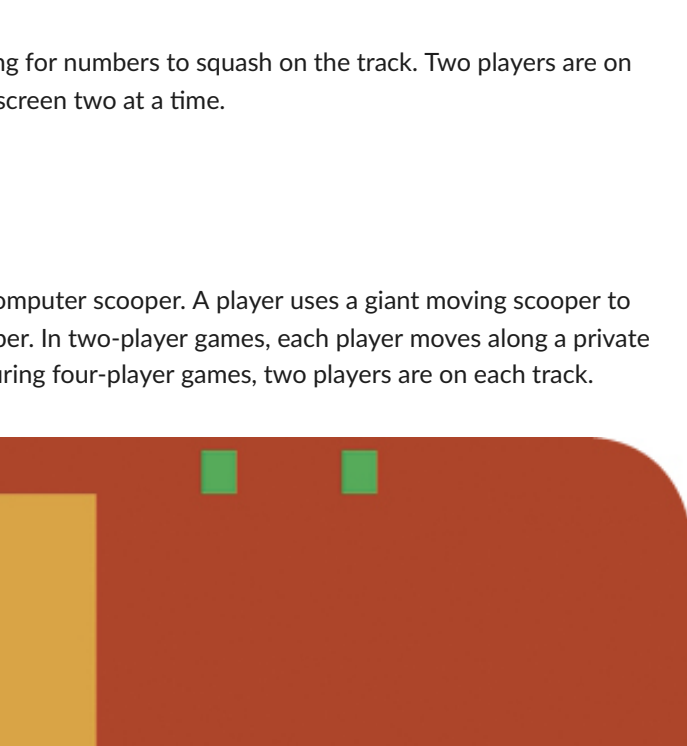 ng for numbers to squash on the track. Two players are on
screen two at a time.
omputer scooper. A player uses a giant moving scooper to
per. In two-player games, each player moves along a private
uring four-player games, two players are on each track.